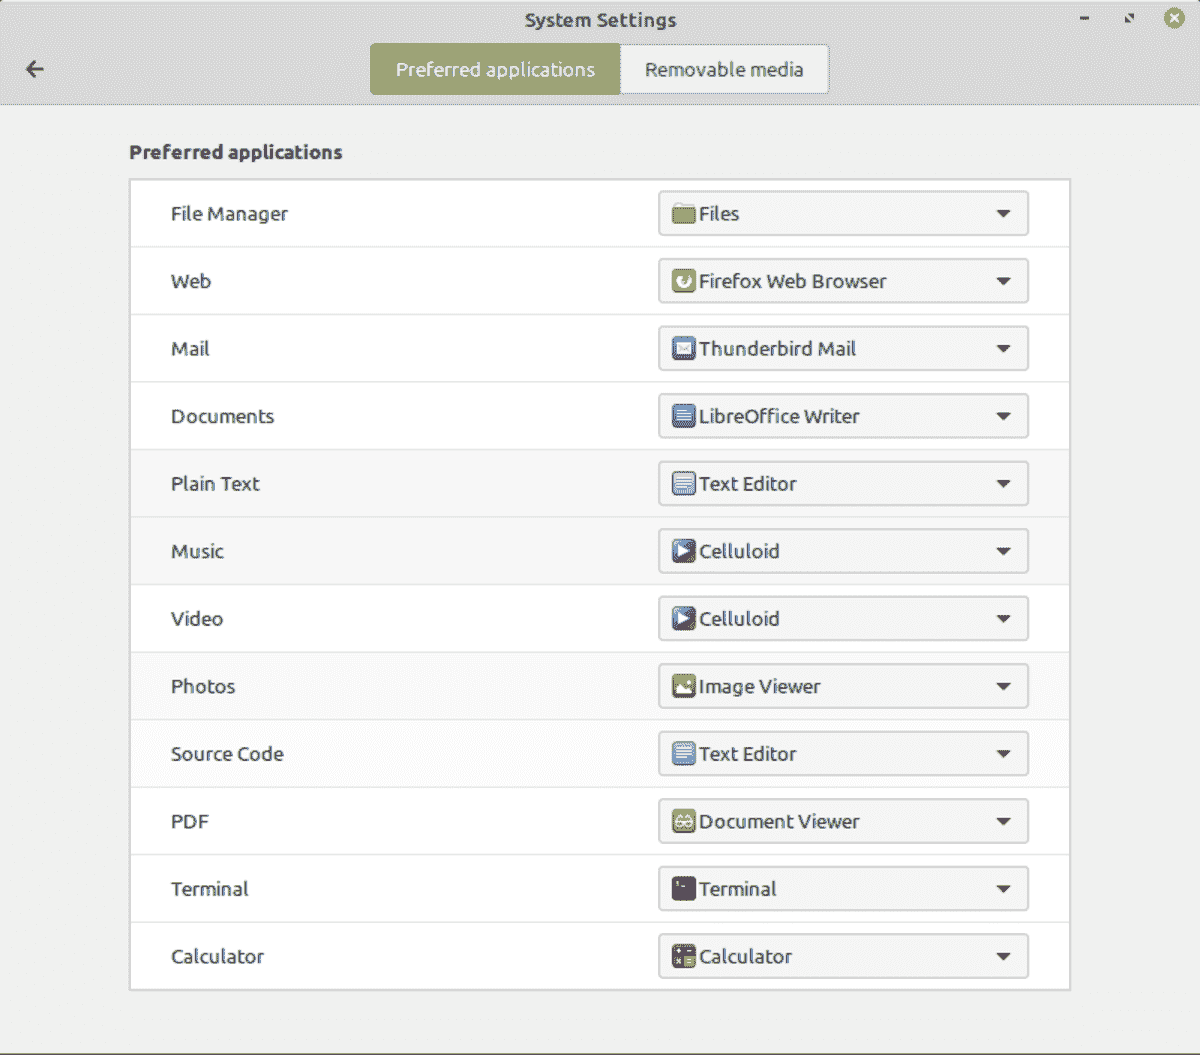 System Settings
Preferred applications Removable media
Preferred applications
File Manager Files
Web Firefox Web Browser
Mail Thunderbird Mail
Documents LibreOffice Writer
Plain Text Text Editor
Music Celluloid
Video Celluloid
Photos Image Viewer
Source Code Text Editor
PDF Document Viewer
Terminal Terminal
Calculator Calculator